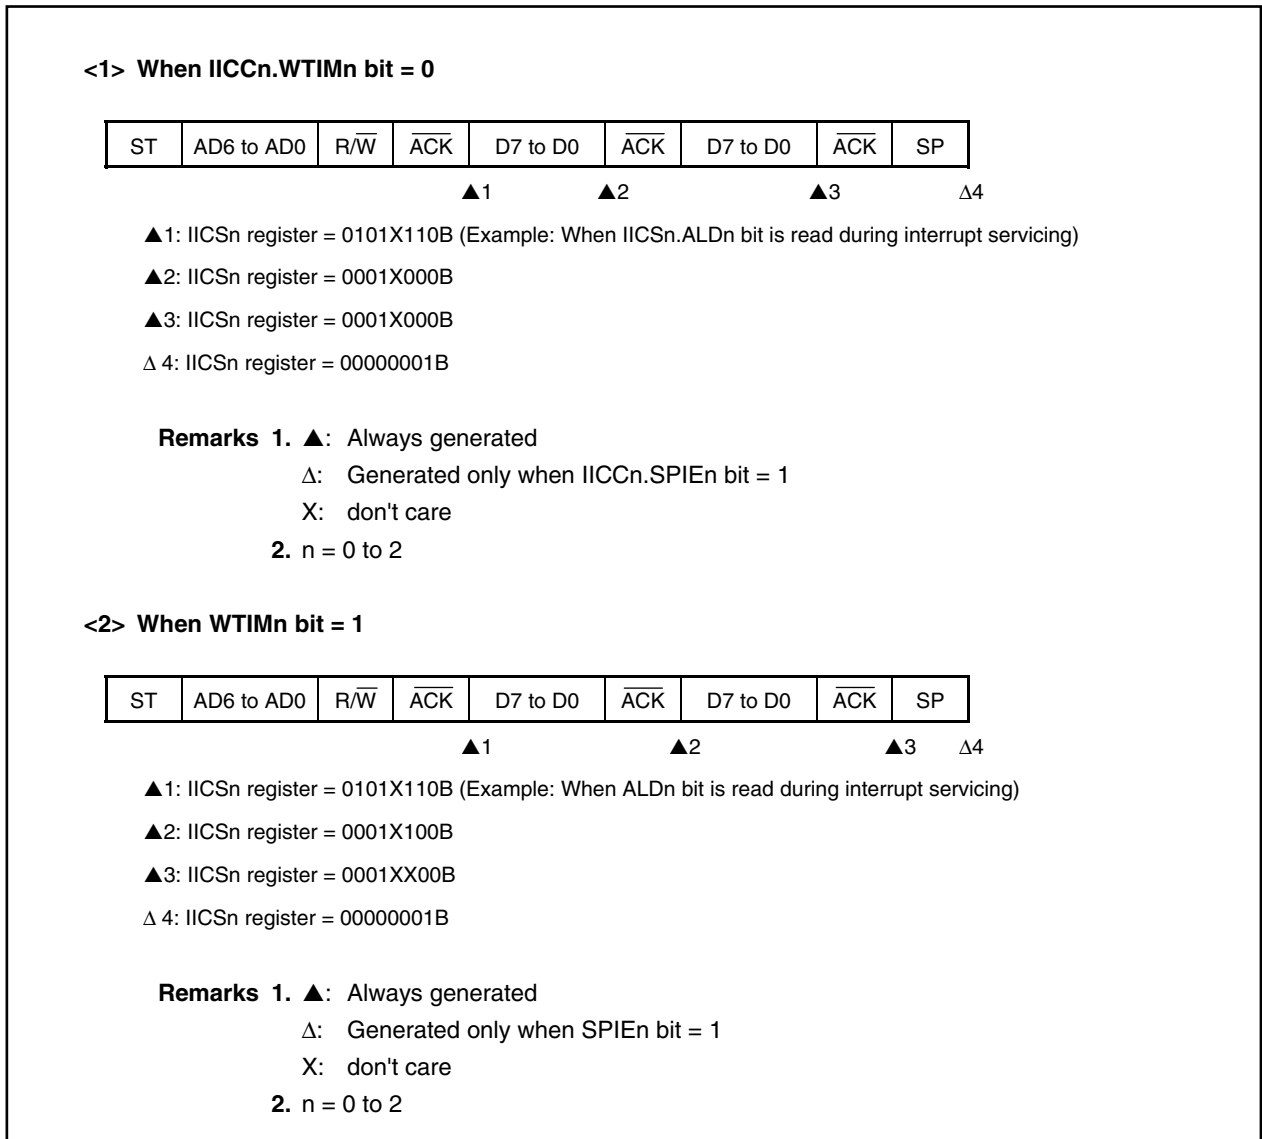 <1> When IICCn.WTIMn bit = 0
ST AD6 to AD0 R/W̅ A̅C̅K̅ D7 to D0 A̅C̅K̅ D7 to D0 A̅C̅K̅ SP
▲1 ▲2 ▲3 Δ4
▲1: IICSn register = 0101X110B (Example: When IICSn.ALDn bit is read during interrupt servicing)
▲2: IICSn register = 0001X000B
▲3: IICSn register = 0001X000B
Δ 4: IICSn register = 00000001B
Remarks 1. ▲: Always generated
Δ: Generated only when IICCn.SPIEn bit = 1
X: don't care
2. n = 0 to 2
<2> When WTIMn bit = 1
ST AD6 to AD0 R/W̅ A̅C̅K̅ D7 to D0 A̅C̅K̅ D7 to D0 A̅C̅K̅ SP
▲1 ▲2 ▲3 Δ4
▲1: IICSn register = 0101X110B (Example: When ALDn bit is read during interrupt servicing)
▲2: IICSn register = 0001X100B
▲3: IICSn register = 0001XX00B
Δ 4: IICSn register = 00000001B
Remarks 1. ▲: Always generated
Δ: Generated only when SPIEn bit = 1
X: don't care
2. n = 0 to 2